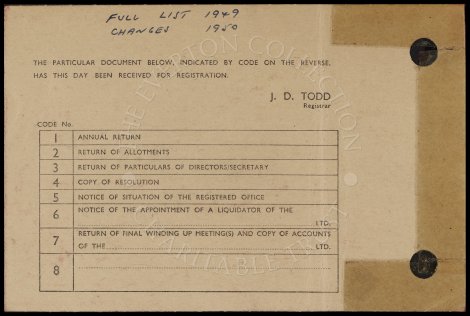 FULL LIST 1949
CHANGES 1950
THE PARTICULAR DOCUMENT BELOW, INDICATED BY CODE ON THE REVERSE,
HAS THIS DAY BEEN RECEIVED FOR REGISTRATION.
J. D. TODD
Registrar
CODE No.
1 ANNUAL RETURN
2 RETURN OF ALLOTMENTS
3 RETURN OF PARTICULARS OF DIRECTORS/SECRETARY
4 COPY OF RESOLUTION
5 NOTICE OF SITUATION OF THE REGISTERED OFFICE
6 NOTICE OF THE APPOINTMENT OF A LIQUIDATOR OF THE
LTD.
7 RETURN OF FINAL WINDING UP MEETING(S) AND COPY OF ACCOUNTS
OF THE LTD.
8